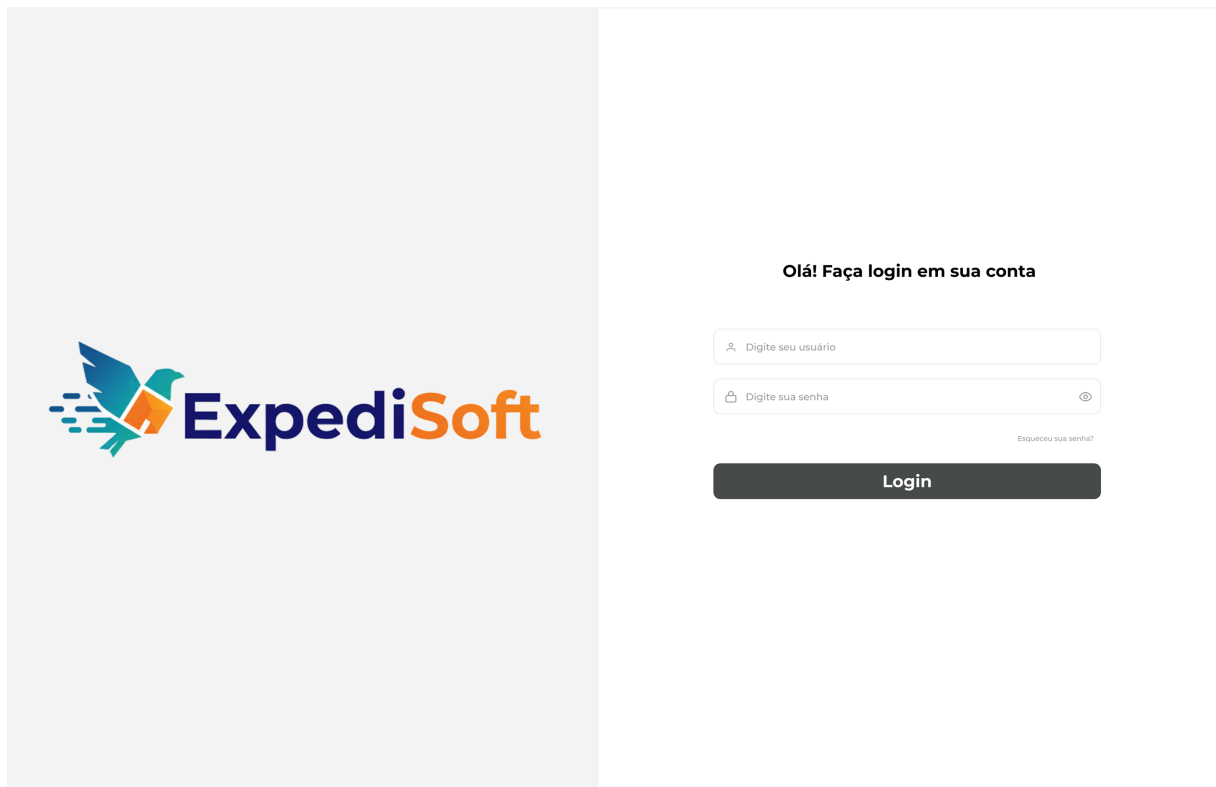 ExpediSoft
Olá! Faça login em sua conta
Digite seu usuário
Digite sua senha
Esqueceu sua senha?
Login